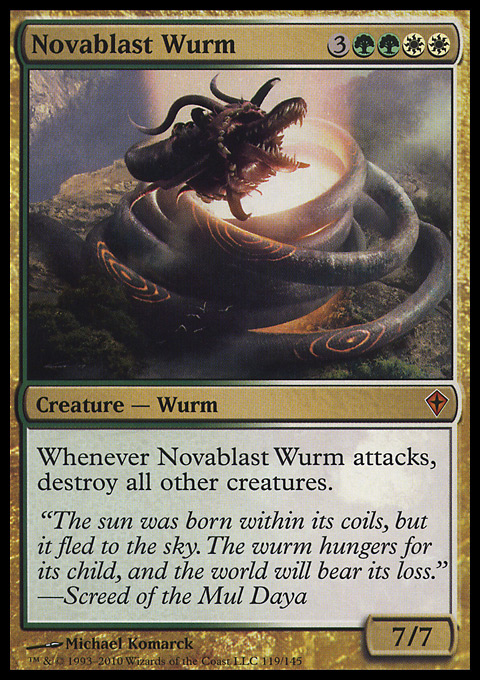 Novablast Wurm 3
Creature — Wurm
Whenever Novablast Wurm attacks,
destroy all other creatures.
“The sun was born within its coils, but
it fled to the sky. The wurm hungers for
its child, and the world will bear its loss.”
—Screed of the Mul Daya
7/7
Michael Komarck
™ & © 1993–2010 Wizards of the Coast LLC 119/145